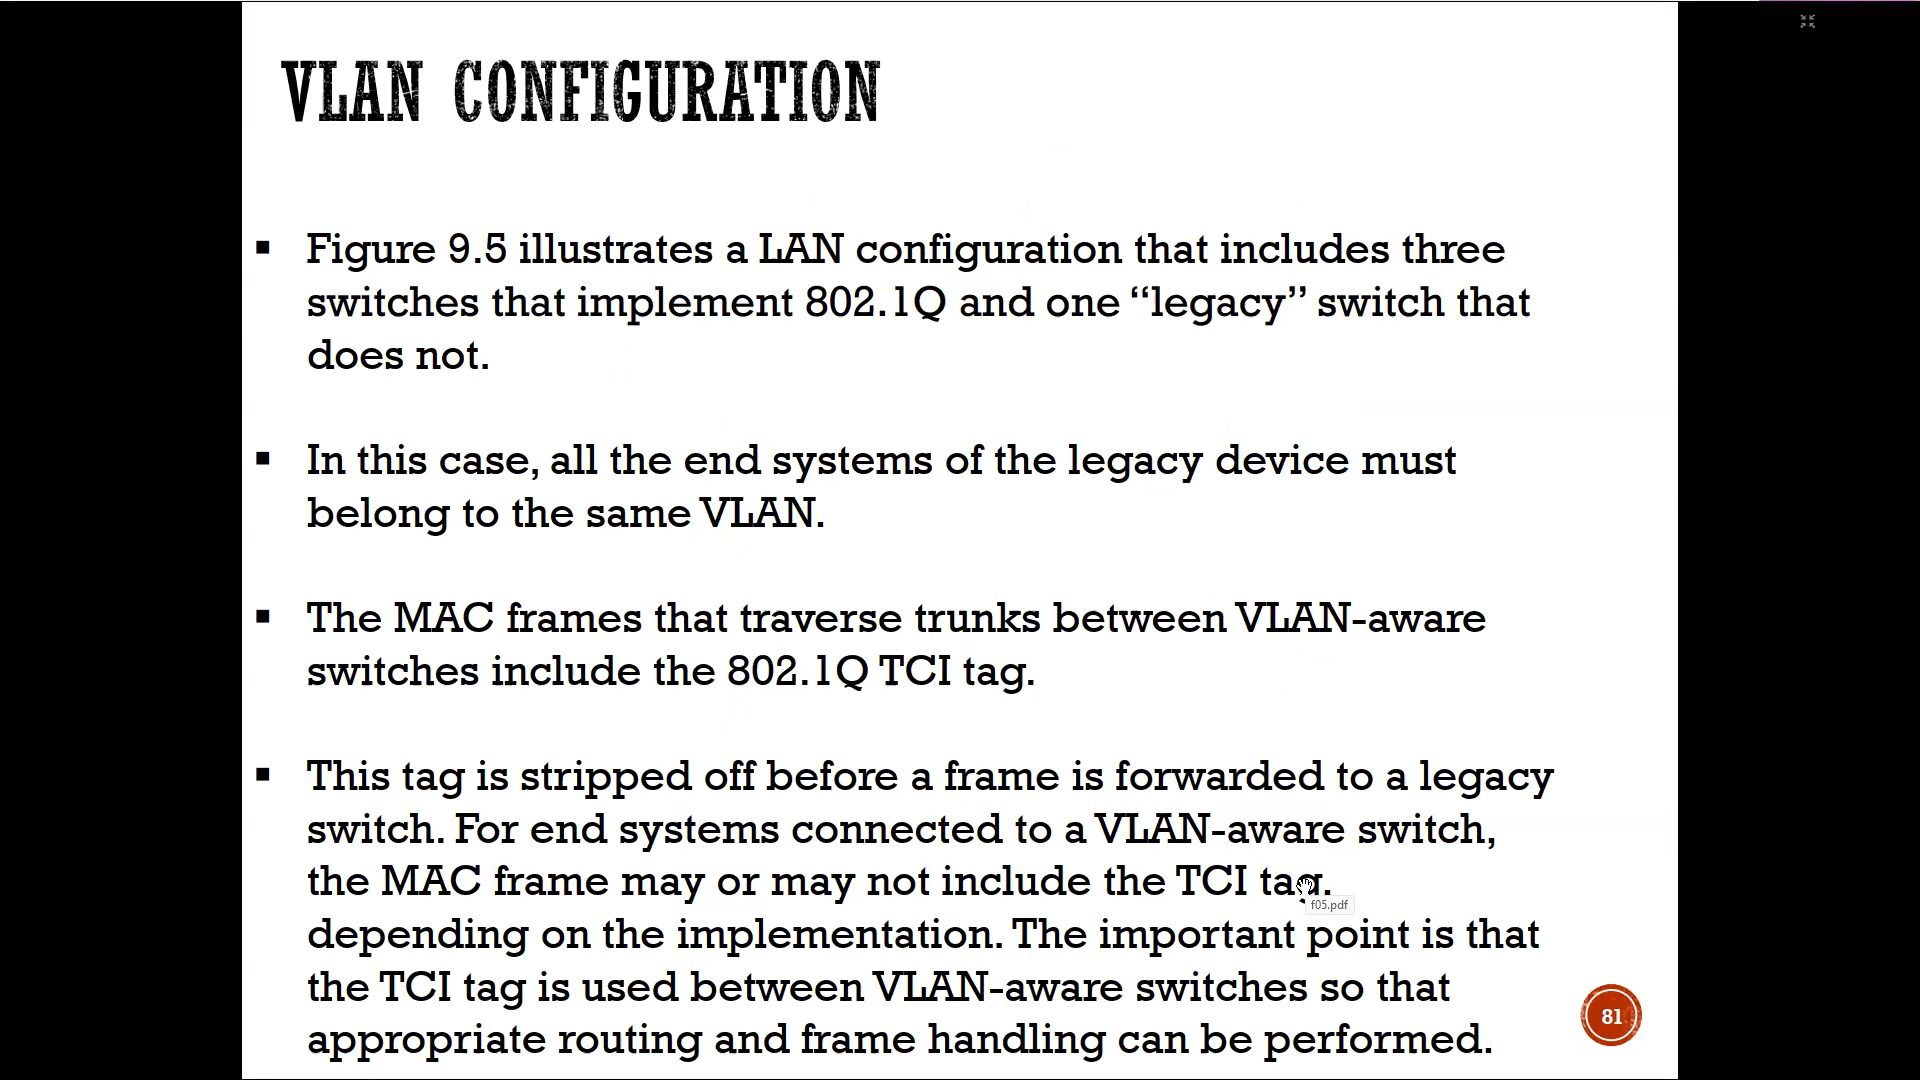 VLAN CONFIGURATION
▪ Figure 9.5 illustrates a LAN configuration that includes three
switches that implement 802.1Q and one “legacy” switch that
does not.
▪ In this case, all the end systems of the legacy device must
belong to the same VLAN.
▪ The MAC frames that traverse trunks between VLAN-aware
switches include the 802.1Q TCI tag.
▪ This tag is stripped off before a frame is forwarded to a legacy
switch. For end systems connected to a VLAN-aware switch,
the MAC frame may or may not include the TCI tag.
f05.pdf
depending on the implementation. The important point is that
the TCI tag is used between VLAN-aware switches so that
appropriate routing and frame handling can be performed.
81